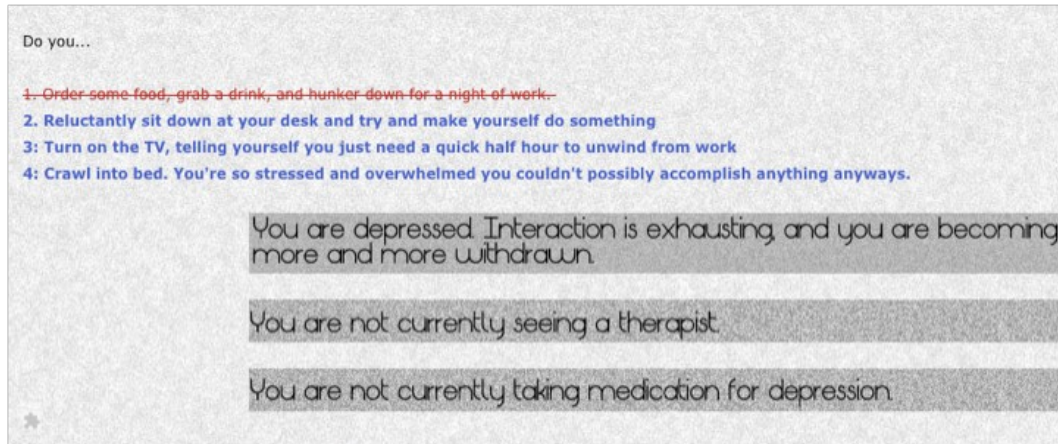 Do you...
1. Order some food, grab a drink, and hunker down for a night of work.
2. Reluctantly sit down at your desk and try and make yourself do something
3: Turn on the TV, telling yourself you just need a quick half hour to unwind from work
4: Crawl into bed. You're so stressed and overwhelmed you couldn't possibly accomplish anything anyways.
You are depressed. Interaction is exhausting, and you are becoming
more and more withdrawn.
You are not currently seeing a therapist.
You are not currently taking medication for depression.